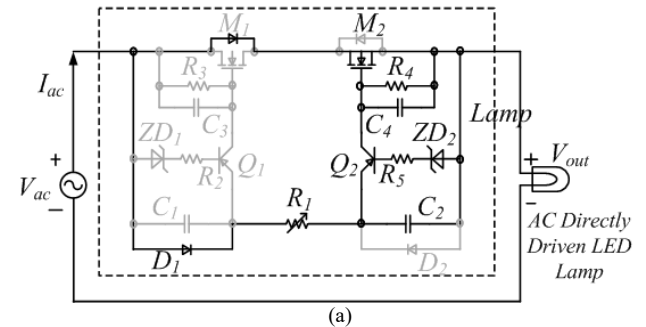 M1 M2
Iac R3 R4
C3 C4 Lamp
ZD1 ZD2
Q1 Q2 Vout
R2 R5
+ +
Vac
− −
C1 R1 C2
AC Directly
Driven LED
Lamp
D1 D2
(a)